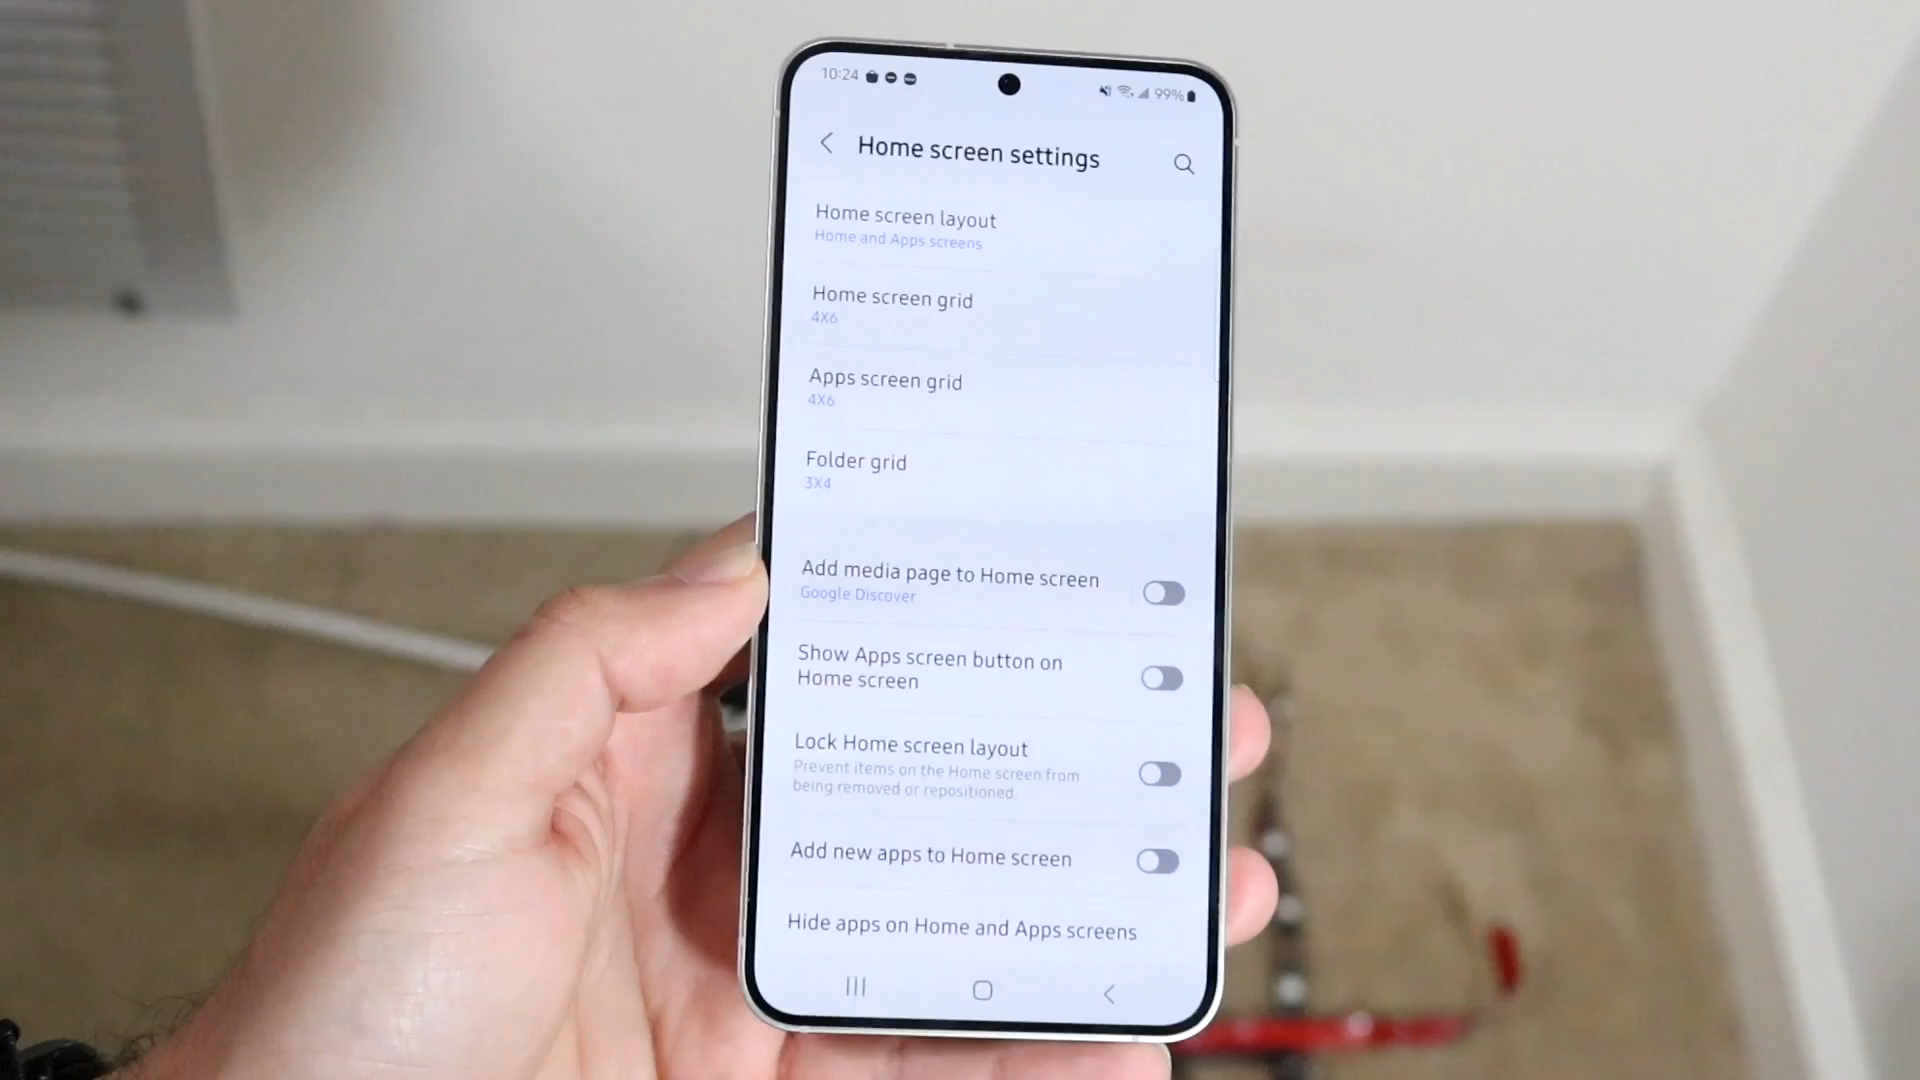 10:24
99%
Home screen settings
Home screen layout
Home and Apps screens
Home screen grid
4X6
Apps screen grid
4X6
Folder grid
3X4
Add media page to Home screen
Google Discover
Show Apps screen button on
Home screen
Lock Home screen layout
Prevent items on the Home screen from
being removed or repositioned.
Add new apps to Home screen
Hide apps on Home and Apps screens